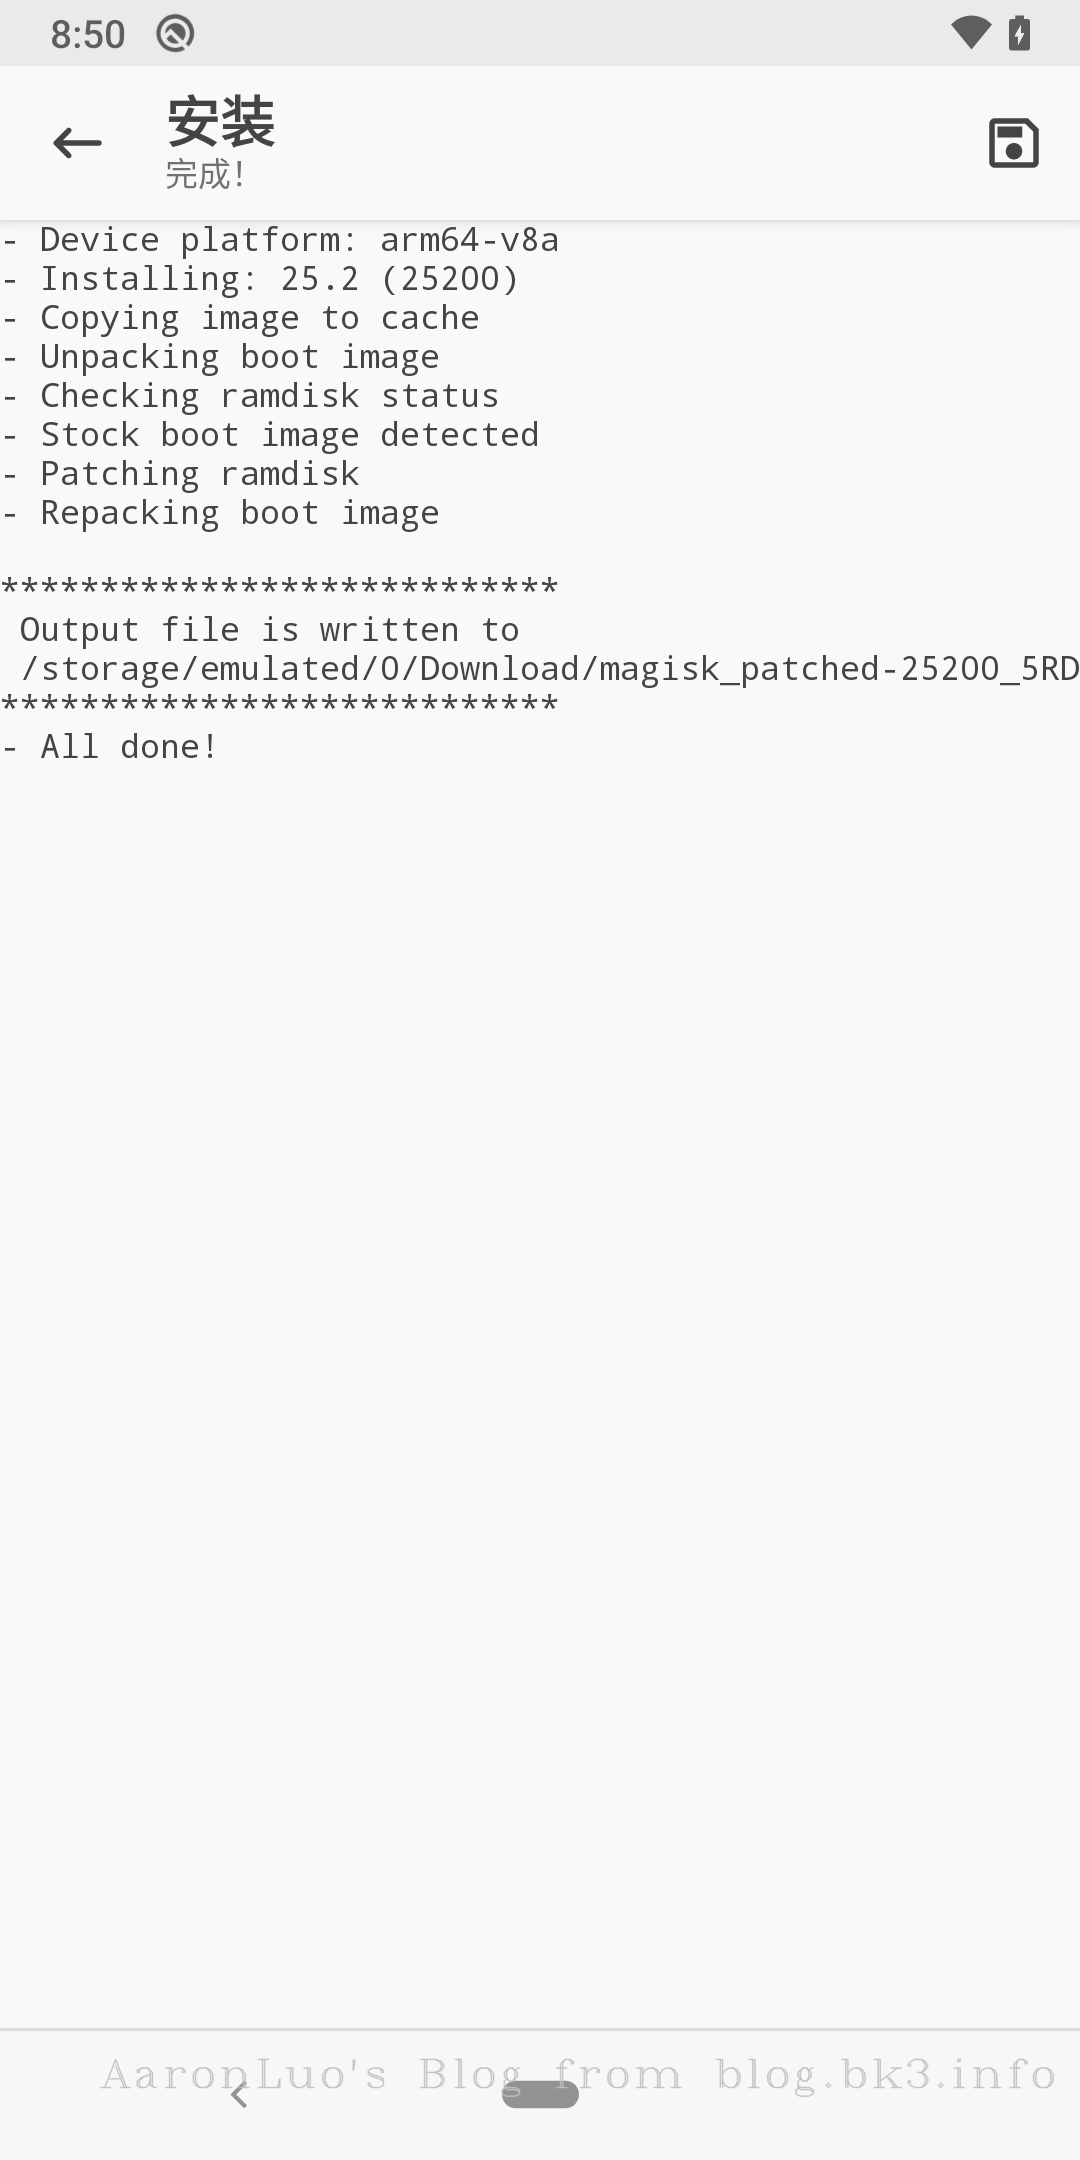 8:50
安装
完成！
- Device platform: arm64-v8a
- Installing: 25.2 (25200)
- Copying image to cache
- Unpacking boot image
- Checking ramdisk status
- Stock boot image detected
- Patching ramdisk
- Repacking boot image
****************************
Output file is written to
/storage/emulated/0/Download/magisk_patched-25200_5RD
****************************
- All done!
AaronLuo's Blog from blog.bk3.info